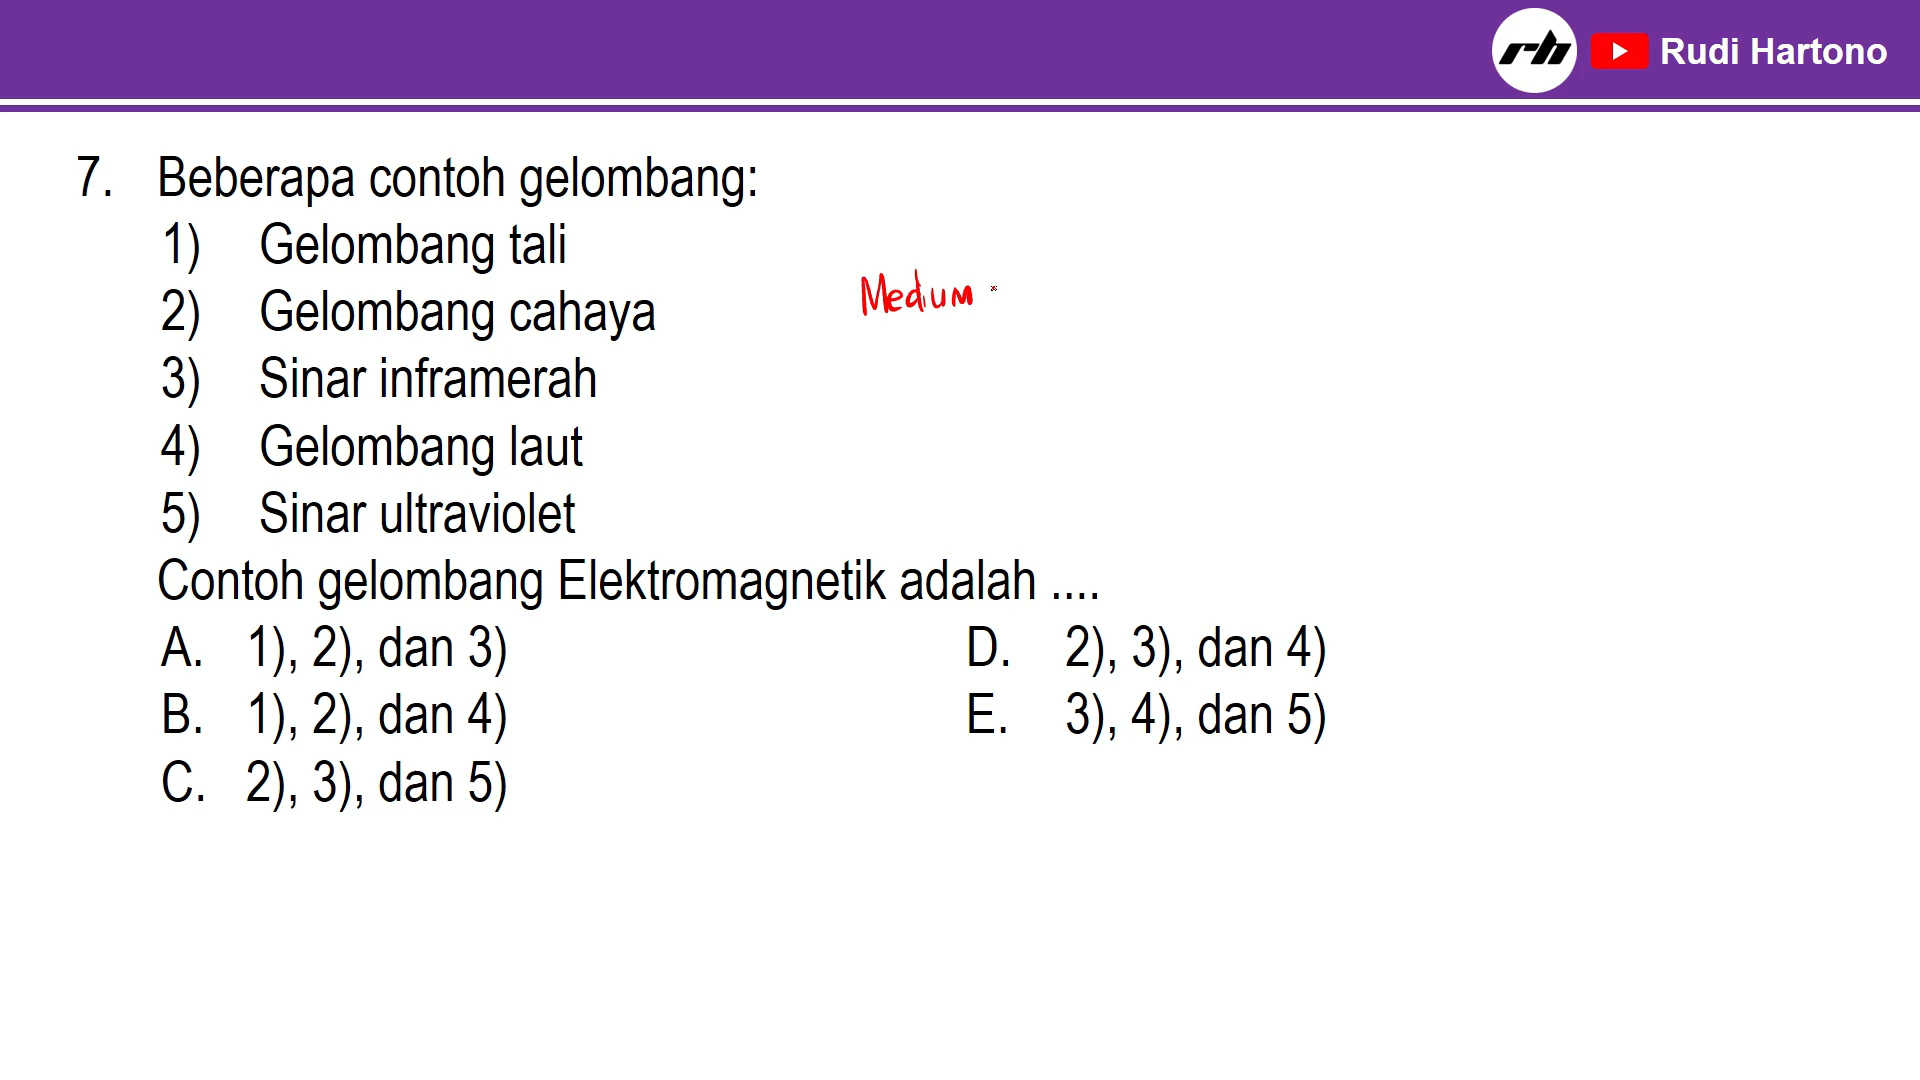 rh Rudi Hartono
7. Beberapa contoh gelombang:
1) Gelombang tali
Medium
2) Gelombang cahaya
3) Sinar inframerah
4) Gelombang laut
5) Sinar ultraviolet
Contoh gelombang Elektromagnetik adalah ....
A. 1), 2), dan 3)
B. 1), 2), dan 4)
C. 2), 3), dan 5)
D. 2), 3), dan 4)
E. 3), 4), dan 5)